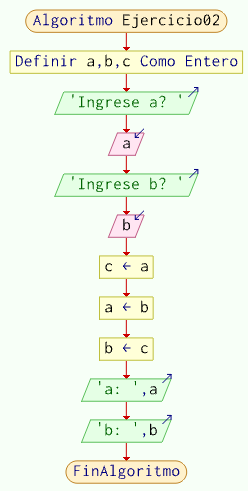 Algoritmo Ejercicio02
Definir a,b,c Como Entero
'Ingrese a? '
a
'Ingrese b? '
b
c ← a
a ← b
b ← c
'a: ',a
'b: ',b
FinAlgoritmo